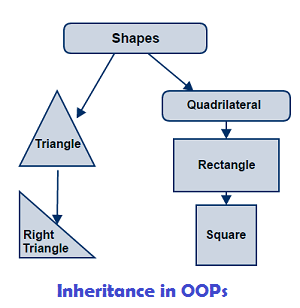 Shapes
Triangle
Quadrilateral
Rectangle
Right
Triangle
Square
Inheritance in OOPs